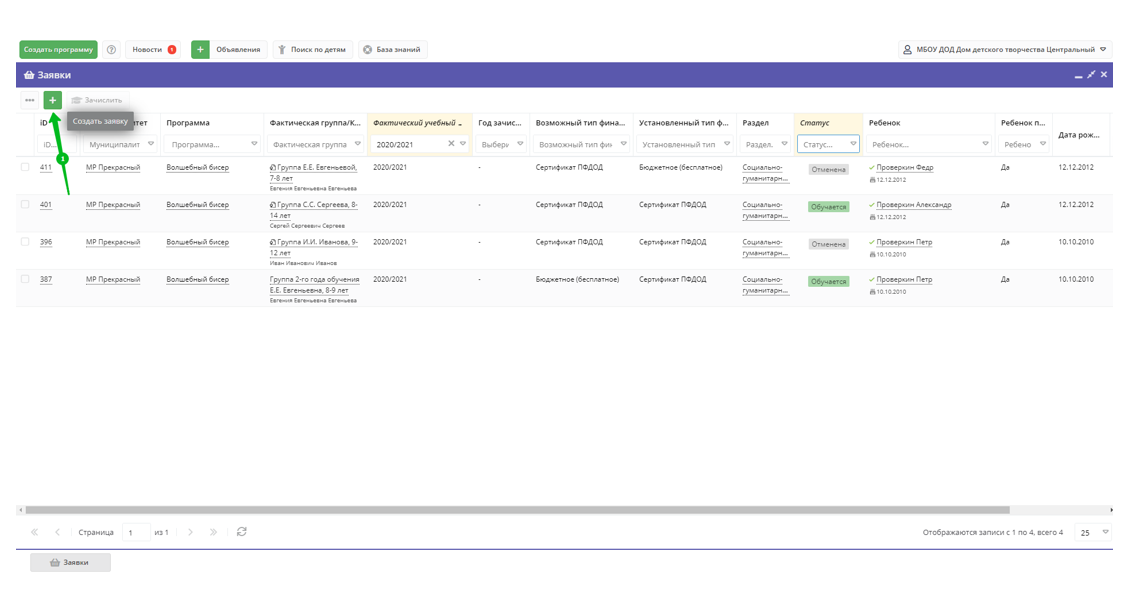 Создать программу Новости 1 + Объявления Поиск по детям База знаний МБОУ ДОД Дом детского творчества Центральный
Заявки
Зачислить
Создать заявку
ID Программа Фактическая группа/К... Фактический учебный ... Год зачис... Возможный тип фина... Установленный тип ф... Раздел Статус Ребенок Ребенок п... Дата рож...
ID... Муниципалит Программа... Фактическая группа 2020/2021 Выбери Возможный тип фин Установленный тип Раздел. Статус... Ребенок... Ребено
1
411 МР Прекрасный Волшебный бисер Группа Е.Е. Евгеньевой, 2020/2021 - Сертификат ПФДОД Бюджетное (бесплатное) Социально- Отменена Проверкин Федр Да 12.12.2012
7-8 лет гуманитарн... 12.12.2012
Евгения Евгеньевна Евгеньева
401 МР Прекрасный Волшебный бисер Группа С.С. Сергеева, 8- 2020/2021 - Сертификат ПФДОД Сертификат ПФДОД Социально- Обучается Проверкин Александр Да 12.12.2012
14 лет гуманитарн... 12.12.2012
Сергей Сергеевич Сергеев
396 МР Прекрасный Волшебный бисер Группа И.И. Иванова, 9- 2020/2021 - Сертификат ПФДОД Сертификат ПФДОД Социально- Отменена Проверкин Петр Да 10.10.2010
12 лет гуманитарн... 10.10.2010
Иван Иванович Иванов
387 МР Прекрасный Волшебный бисер Группа 2-го года обучения 2020/2021 - Бюджетное (бесплатное) Сертификат ПФДОД Социально- Обучается Проверкин Петр Да 10.10.2010
Е.Е. Евгеньевна, 8-9 лет гуманитарн... 10.10.2010
Евгения Евгеньевна Евгеньева
Страница 1 из 1 Отображаются записи с 1 по 4, всего 4 25
Заявки